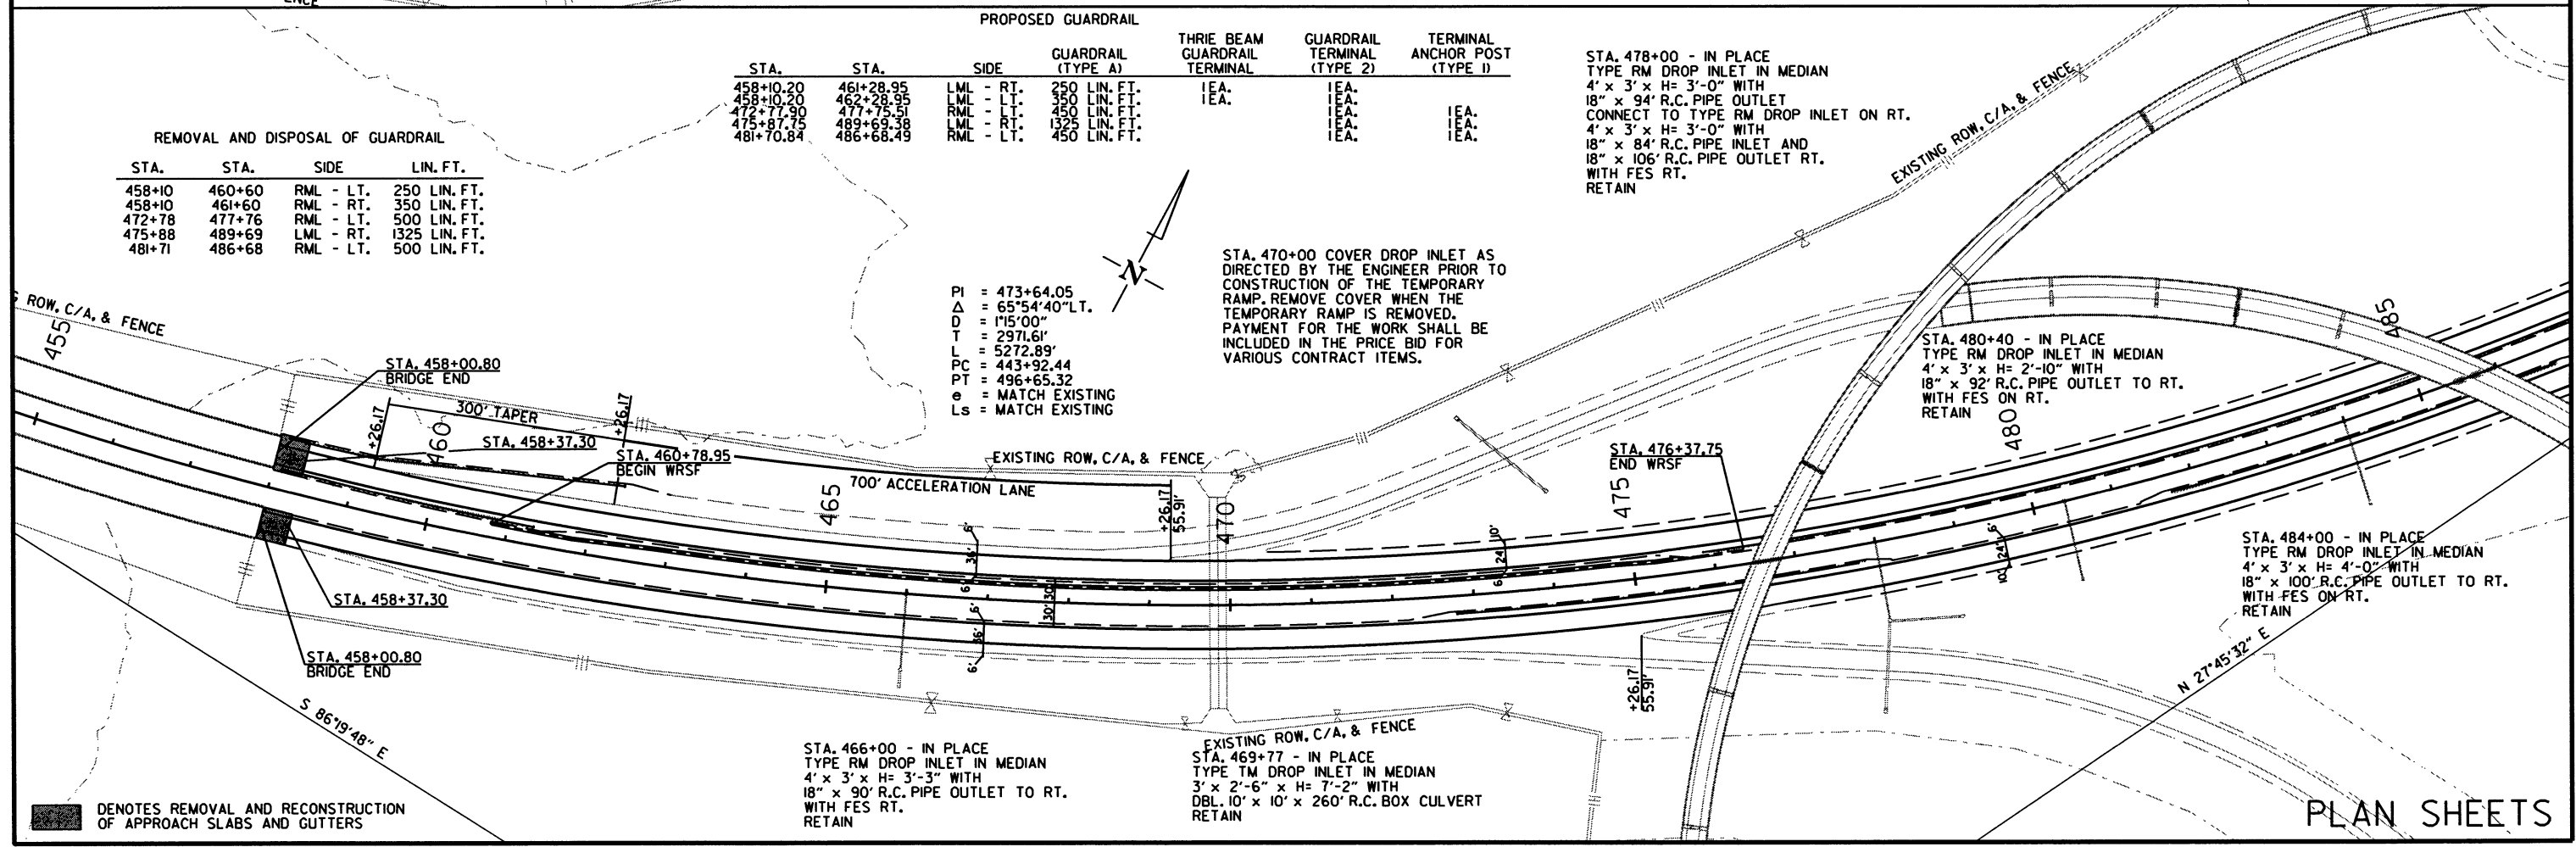 PROPOSED GUARDRAIL
STA. STA. SIDE GUARDRAIL (TYPE A) THRIE BEAM GUARDRAIL TERMINAL GUARDRAIL TERMINAL (TYPE 2) TERMINAL ANCHOR POST (TYPE 1)
458+10.20 461+28.95 LML - RT. 250 LIN. FT. 1EA. 1EA.
458+10.20 462+28.95 LML - LT. 350 LIN. FT. 1EA. 1EA.
472+77.90 477+75.51 RML - LT. 450 LIN. FT. 1EA. 1EA.
475+87.75 489+69.38 LML - RT. 1325 LIN. FT. 1EA. 1EA.
481+70.84 486+68.49 RML - LT. 450 LIN. FT. 1EA. 1EA.
REMOVAL AND DISPOSAL OF GUARDRAIL
STA. STA. SIDE LIN. FT.
458+10 460+60 RML - LT. 250 LIN. FT.
458+10 461+60 RML - RT. 350 LIN. FT.
472+78 477+76 RML - LT. 500 LIN. FT.
475+88 489+69 LML - RT. 1325 LIN. FT.
481+71 486+68 RML - LT. 500 LIN. FT.
STA. 478+00 - IN PLACE
TYPE RM DROP INLET IN MEDIAN
4' x 3' x H= 3'-0" WITH
18" x 94' R.C. PIPE OUTLET
CONNECT TO TYPE RM DROP INLET ON RT.
4' x 3' x H= 3'-0" WITH
18" x 84' R.C. PIPE INLET AND
18" x 106' R.C. PIPE OUTLET RT.
WITH FES RT.
RETAIN
EXISTING ROW, C/A, & FENCE
N
PI = 473+64.05
Δ = 65°54'40" LT.
D = 1°15'00"
T = 2971.61'
L = 5272.89'
PC = 443+92.44
PT = 496+65.32
e = MATCH EXISTING
Ls = MATCH EXISTING
STA. 470+00 COVER DROP INLET AS
DIRECTED BY THE ENGINEER PRIOR TO
CONSTRUCTION OF THE TEMPORARY
RAMP. REMOVE COVER WHEN THE
TEMPORARY RAMP IS REMOVED.
PAYMENT FOR THE WORK SHALL BE
INCLUDED IN THE PRICE BID FOR
VARIOUS CONTRACT ITEMS.
ROW, C/A, & FENCE
455
STA. 458+00.80
BRIDGE END
+26.17
300' TAPER
+26.17
460
STA. 458+37.30
STA. 460+78.95
BEGIN WRSF
EXISTING ROW, C/A, & FENCE
700' ACCELERATION LANE
465
+26.17
55.91'
470
STA. 476+37.75
END WRSF
475
STA. 480+40 - IN PLACE
TYPE RM DROP INLET IN MEDIAN
4' x 3' x H= 2'-10" WITH
18" x 92' R.C. PIPE OUTLET TO RT.
WITH FES ON RT.
RETAIN
480
485
6'
36'
6'
30'
30'
6'
36'
6'
10'
24'
6'
6'
24'
10'
STA. 458+37.30
STA. 458+00.80
BRIDGE END
S 86°19'48" E
+26.17
55.91'
STA. 484+00 - IN PLACE
TYPE RM DROP INLET IN MEDIAN
4' x 3' x H= 4'-0" WITH
18" x 100' R.C. PIPE OUTLET TO RT.
WITH FES ON RT.
RETAIN
N 27°45'32" E
STA. 466+00 - IN PLACE
TYPE RM DROP INLET IN MEDIAN
4' x 3' x H= 3'-3" WITH
18" x 90' R.C. PIPE OUTLET TO RT.
WITH FES RT.
RETAIN
EXISTING ROW, C/A, & FENCE
STA. 469+77 - IN PLACE
TYPE TM DROP INLET IN MEDIAN
3' x 2'-6" x H= 7'-2" WITH
DBL. 10' x 10' x 260' R.C. BOX CULVERT
RETAIN
DENOTES REMOVAL AND RECONSTRUCTION
OF APPROACH SLABS AND GUTTERS
PLAN SHEETS